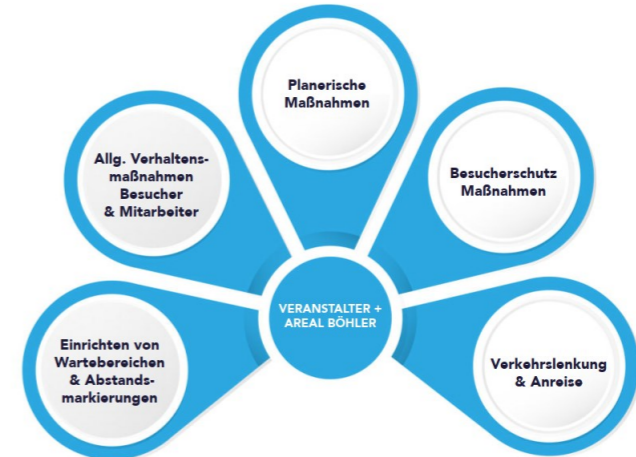 Planerische
Maßnahmen
Allg. Verhaltens-
maßnahmen
Besucher
& Mitarbeiter
Besucherschutz
Maßnahmen
VERANSTALTER +
AREAL BÖHLER
Einrichten von
Wartebereichen
& Abstands-
markierungen
Verkehrslenkung
& Anreise